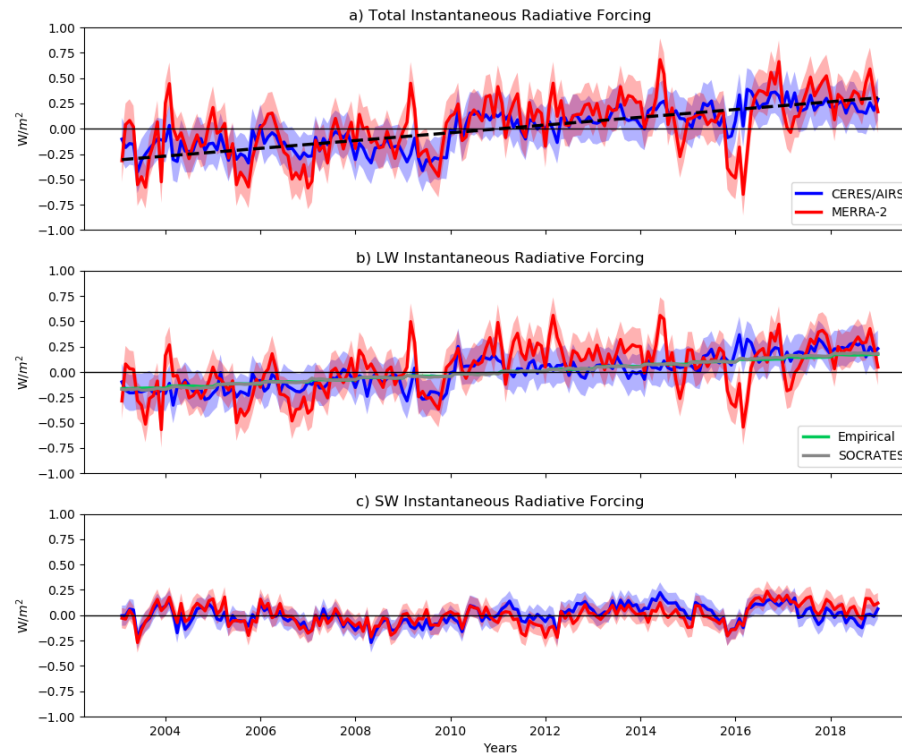 a) Total Instantaneous Radiative Forcing
1.00
0.75
0.50
0.25
0.00
−0.25
−0.50
−0.75
−1.00
W/m²
CERES/AIRS
MERRA-2
b) LW Instantaneous Radiative Forcing
1.00
0.75
0.50
0.25
0.00
−0.25
−0.50
−0.75
−1.00
W/m²
Empirical
SOCRATES
c) SW Instantaneous Radiative Forcing
1.00
0.75
0.50
0.25
0.00
−0.25
−0.50
−0.75
−1.00
W/m²
2004 2006 2008 2010 2012 2014 2016 2018
Years